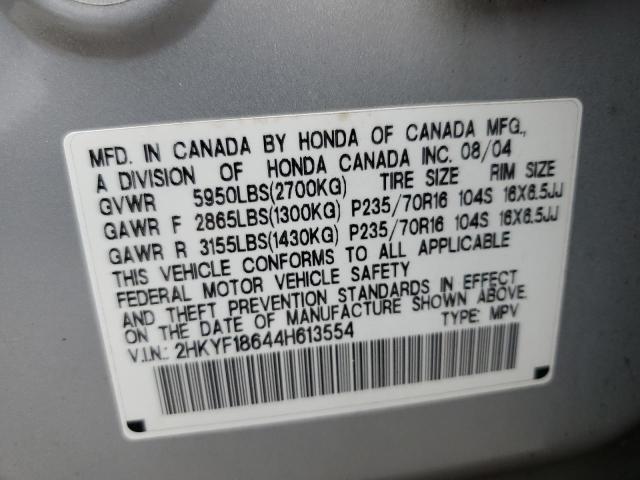 MFD. IN CANADA BY HONDA OF CANADA MFG.,
A DIVISION OF HONDA CANADA INC. 08/04
GVWR 5950LBS(2700KG) TIRE SIZE RIM SIZE
GAWR F 2865LBS(1300KG) P235/70R16 104S 16X6.5JJ
GAWR R 3155LBS(1430KG) P235/70R16 104S 16X6.5JJ
THIS VEHICLE CONFORMS TO ALL APPLICABLE
FEDERAL MOTOR VEHICLE SAFETY
AND THEFT PREVENTION STANDARDS IN EFFECT
ON THE DATE OF MANUFACTURE SHOWN ABOVE.
V.I.N.: 2HKYF18644H613554 TYPE: MPV